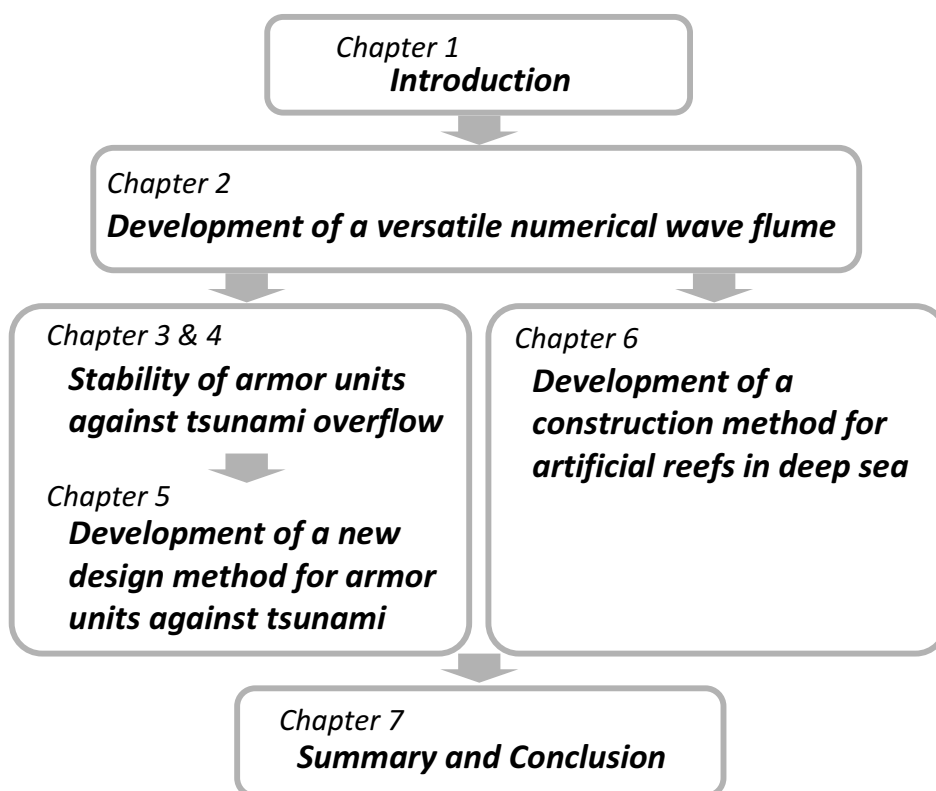 Chapter 1
Introduction
Chapter 2
Development of a versatile numerical wave flume
Chapter 3 & 4
Stability of armor units
against tsunami overflow
Chapter 5
Development of a new
design method for armor
units against tsunami
Chapter 6
Development of a
construction method for
artificial reefs in deep sea
Chapter 7
Summary and Conclusion